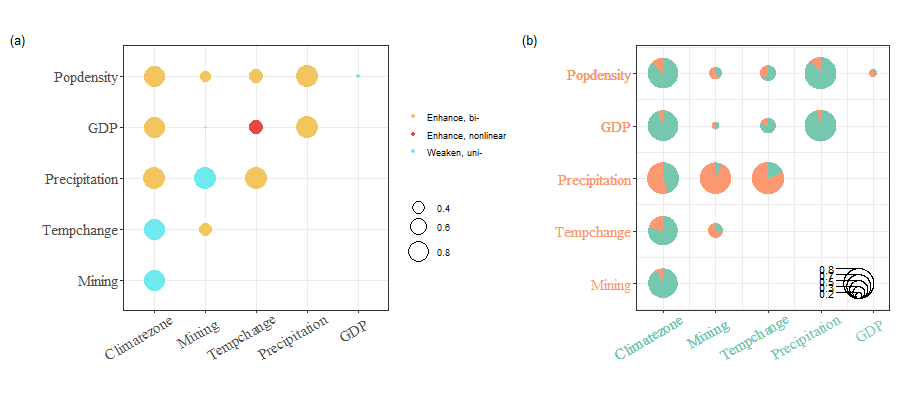 (a)
Popdensity
GDP
Precipitation
Tempchange
Mining
Climatezone
Mining
Tempchange
Precipitation
GDP
Enhance, bi-
Enhance, nonlinear
Weaken, uni-
0.4
0.6
0.8
(b)
Popdensity
GDP
Precipitation
Tempchange
Mining
0.8
0.2
Climatezone
Mining
Tempchange
Precipitation
GDP